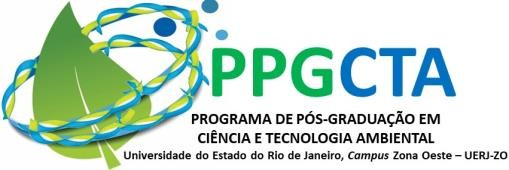 PPGCTA
PROGRAMA DE PÓS-GRADUAÇÃO EM
CIÊNCIA E TECNOLOGIA AMBIENTAL
Universidade do Estado do Rio de Janeiro, Campus Zona Oeste – UERJ-ZO